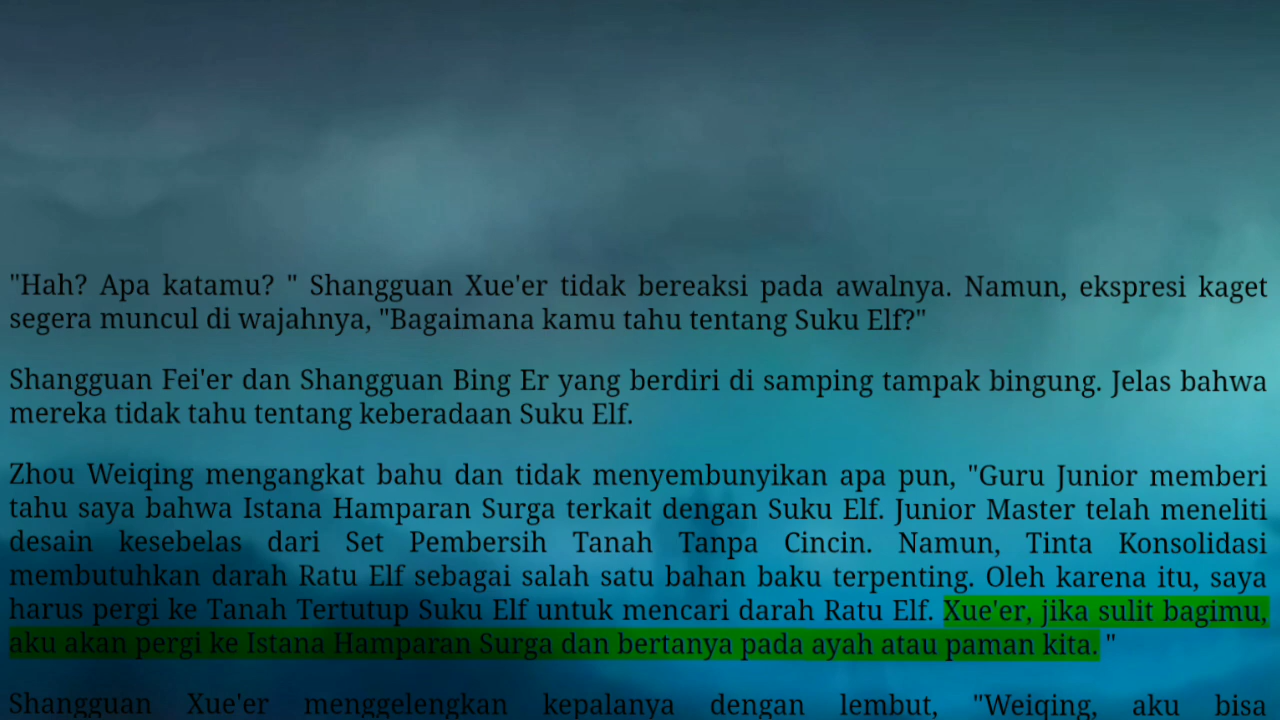 "Hah? Apa katamu? " Shangguan Xue'er tidak bereaksi pada awalnya. Namun, ekspresi kaget
segera muncul di wajahnya, "Bagaimana kamu tahu tentang Suku Elf?"
Shangguan Fei'er dan Shangguan Bing Er yang berdiri di samping tampak bingung. Jelas bahwa
mereka tidak tahu tentang keberadaan Suku Elf.
Zhou Weiqing mengangkat bahu dan tidak menyembunyikan apa pun, "Guru Junior memberi
tahu saya bahwa Istana Hamparan Surga terkait dengan Suku Elf. Junior Master telah meneliti
desain kesebelas dari Set Pembersih Tanah Tanpa Cincin. Namun, Tinta Konsolidasi
membutuhkan darah Ratu Elf sebagai salah satu bahan baku terpenting. Oleh karena itu, saya
harus pergi ke Tanah Tertutup Suku Elf untuk mencari darah Ratu Elf. Xue'er, jika sulit bagimu,
aku akan pergi ke Istana Hamparan Surga dan bertanya pada ayah atau paman kita. "
Shangguan Xue'er menggelengkan kepalanya dengan lembut, "Weiqing, aku bisa